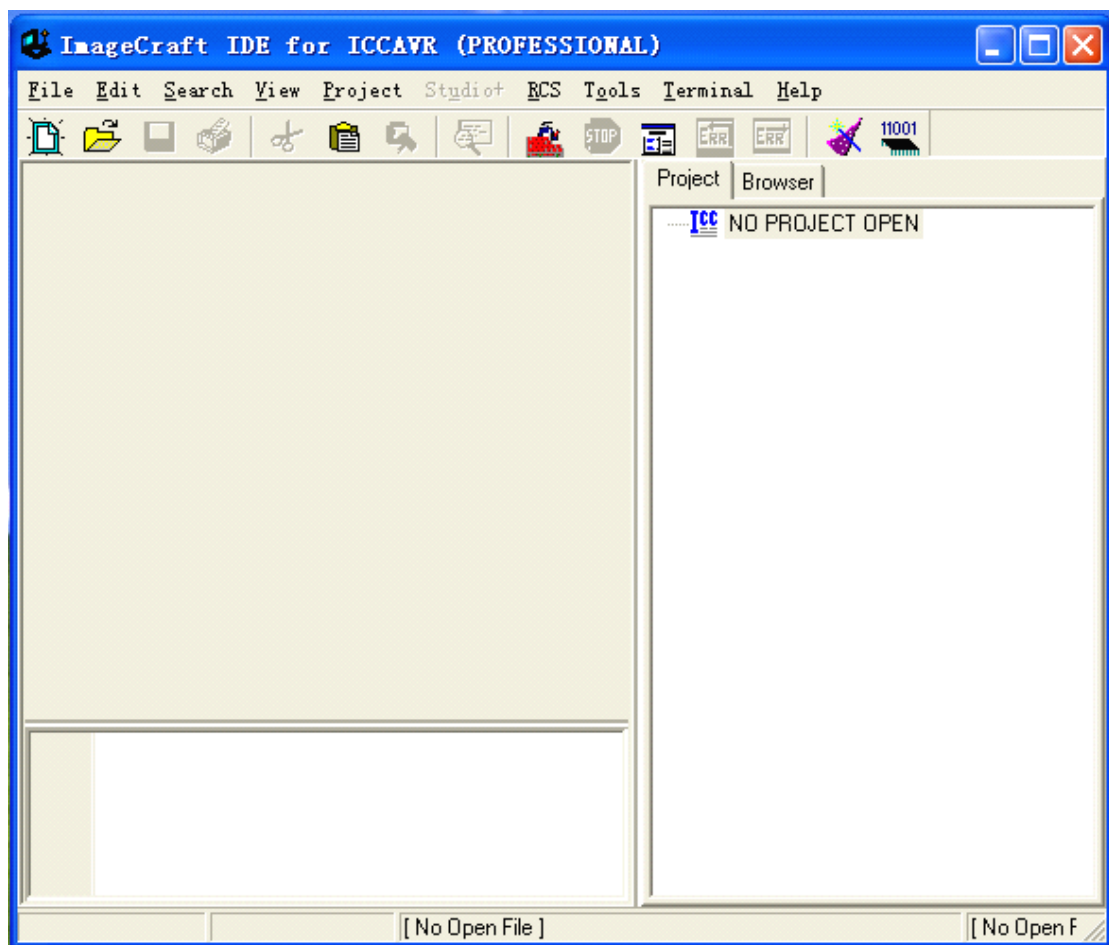 ImageCraft IDE for ICCAVR (PROFESSIONAL)
File Edit Search View Project Studio+ RCS Tools Terminal Help
STOP ERR ERR 11001
Project Browser
ICC NO PROJECT OPEN
[ No Open File ] [ No Open F